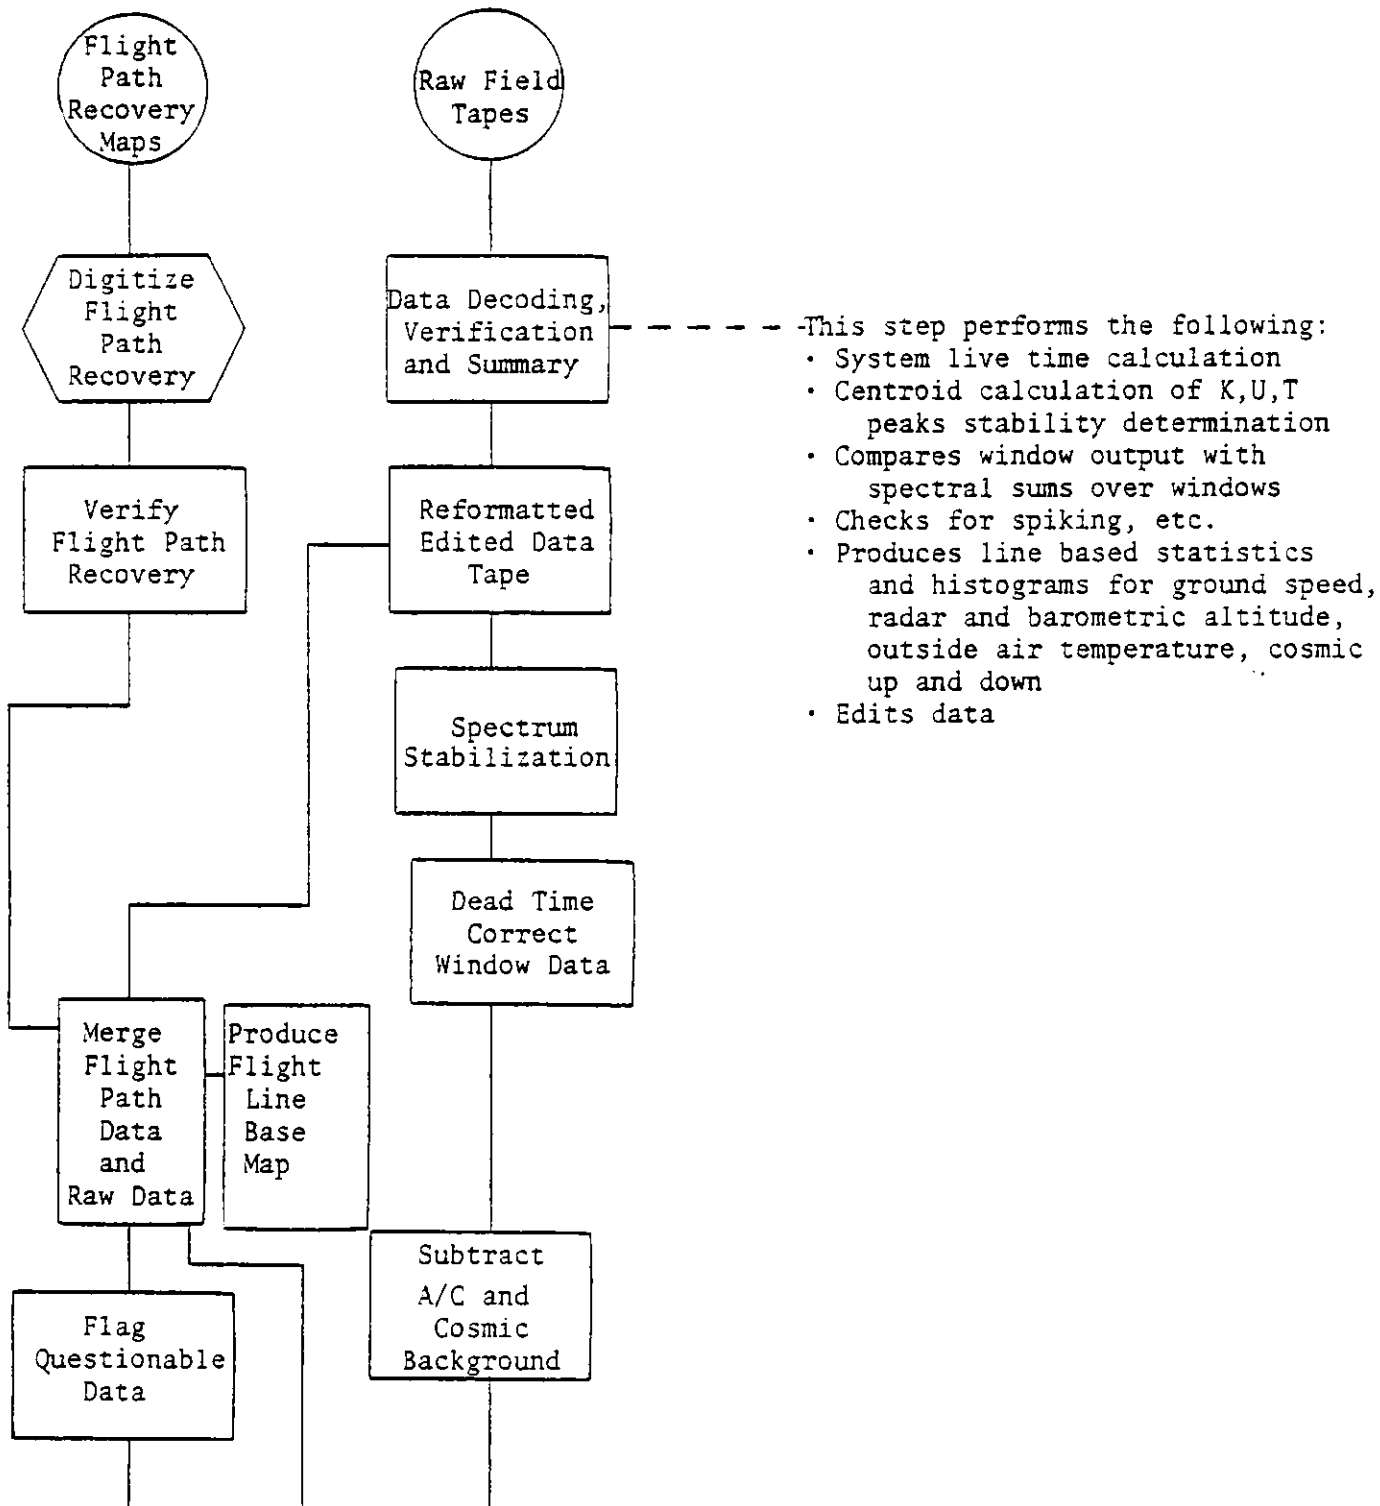 Flight
Path
Recovery
Maps
Raw Field
Tapes
Digitize
Flight
Path
Recovery
Data Decoding,
Verification
and Summary
This step performs the following:
· System live time calculation
· Centroid calculation of K,U,T
peaks stability determination
· Compares window output with
spectral sums over windows
· Checks for spiking, etc.
· Produces line based statistics
and histograms for ground speed,
radar and barometric altitude,
outside air temperature, cosmic
up and down
· Edits data
Verify
Flight Path
Recovery
Reformatted
Edited Data
Tape
Spectrum
Stabilization
Dead Time
Correct
Window Data
Merge
Flight
Path
Data
and
Raw Data
Produce
Flight
Line
Base
Map
Subtract
A/C and
Cosmic
Background
Flag
Questionable
Data